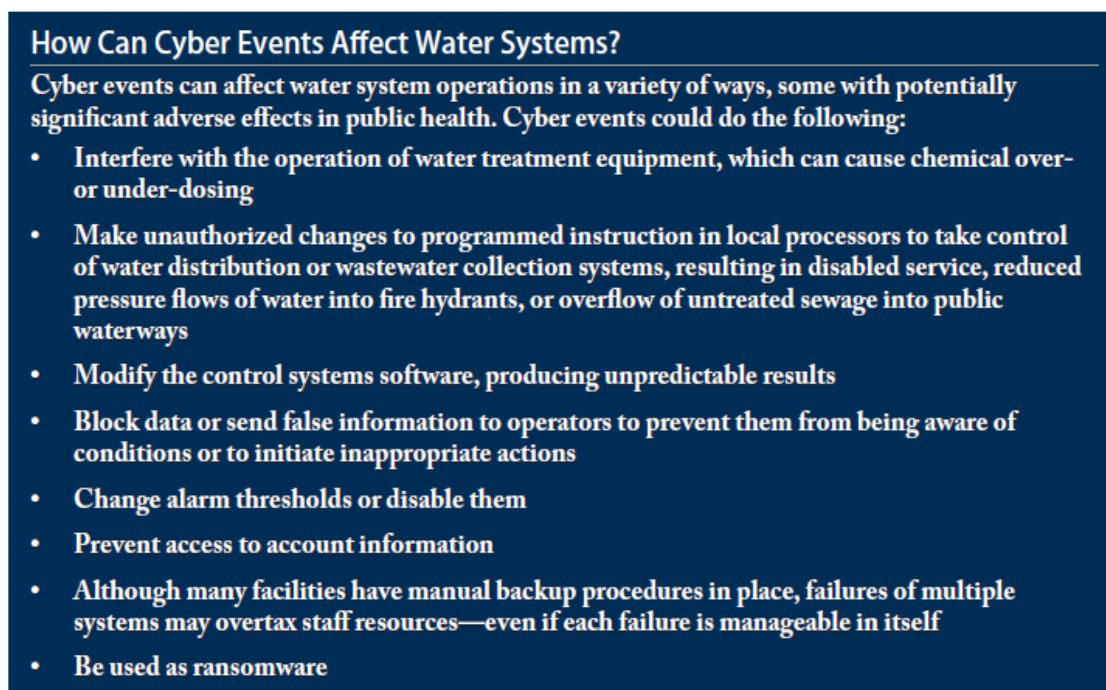 How Can Cyber Events Affect Water Systems?
Cyber events can affect water system operations in a variety of ways, some with potentially
significant adverse effects in public health. Cyber events could do the following:
• Interfere with the operation of water treatment equipment, which can cause chemical over-
or under-dosing
• Make unauthorized changes to programmed instruction in local processors to take control
of water distribution or wastewater collection systems, resulting in disabled service, reduced
pressure flows of water into fire hydrants, or overflow of untreated sewage into public
waterways
• Modify the control systems software, producing unpredictable results
• Block data or send false information to operators to prevent them from being aware of
conditions or to initiate inappropriate actions
• Change alarm thresholds or disable them
• Prevent access to account information
• Although many facilities have manual backup procedures in place, failures of multiple
systems may overtax staff resources—even if each failure is manageable in itself
• Be used as ransomware